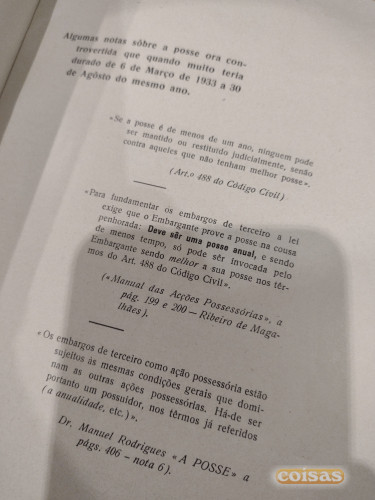 Algumas notas sôbre a posse ora con-
trovertida que quando muito teria
durado de 6 de Março de 1933 a 30
de Agôsto do mesmo ano.
«Se a posse é de menos de um ano, ninguem pode
ser mantido ou restituido judicialmente, senão
contra aqueles que não tenham melhor posse».
(Art.o 488 do Código Civil)
«Para fundamentar os embargos de terceiro a lei
exige que o Embargante prove a posse na cousa
penhorada: Deve sêr uma posse anual, e sendo
de menos tempo, só pode sêr invocada pelo
Embargante sendo melhor a sua posse nos têr-
mos do Art. 488 do Código Civil».
(«Manual das Acções Possessórias», a
pág. 199 e 200 — Ribeiro de Maga-
lhães).
«Os embargos de terceiro como ação possessória estão
sujeitos ás mesmas condições gerais que domi-
nam as outras ações possessórias. Há-de ser
portanto um possuidor, nos têrmos já referidos
(a anualidade, etc.)».
Dr. Manuel Rodrigues «A POSSE» a
págs. 406 — nota 6).
coisas